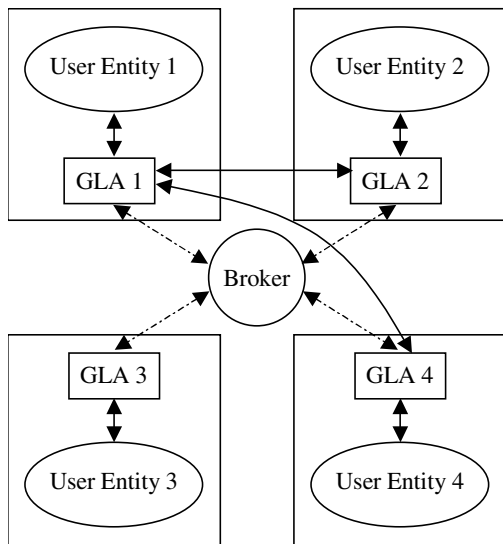 User Entity 1
User Entity 2
GLA 1
GLA 2
Broker
GLA 3
GLA 4
User Entity 3
User Entity 4